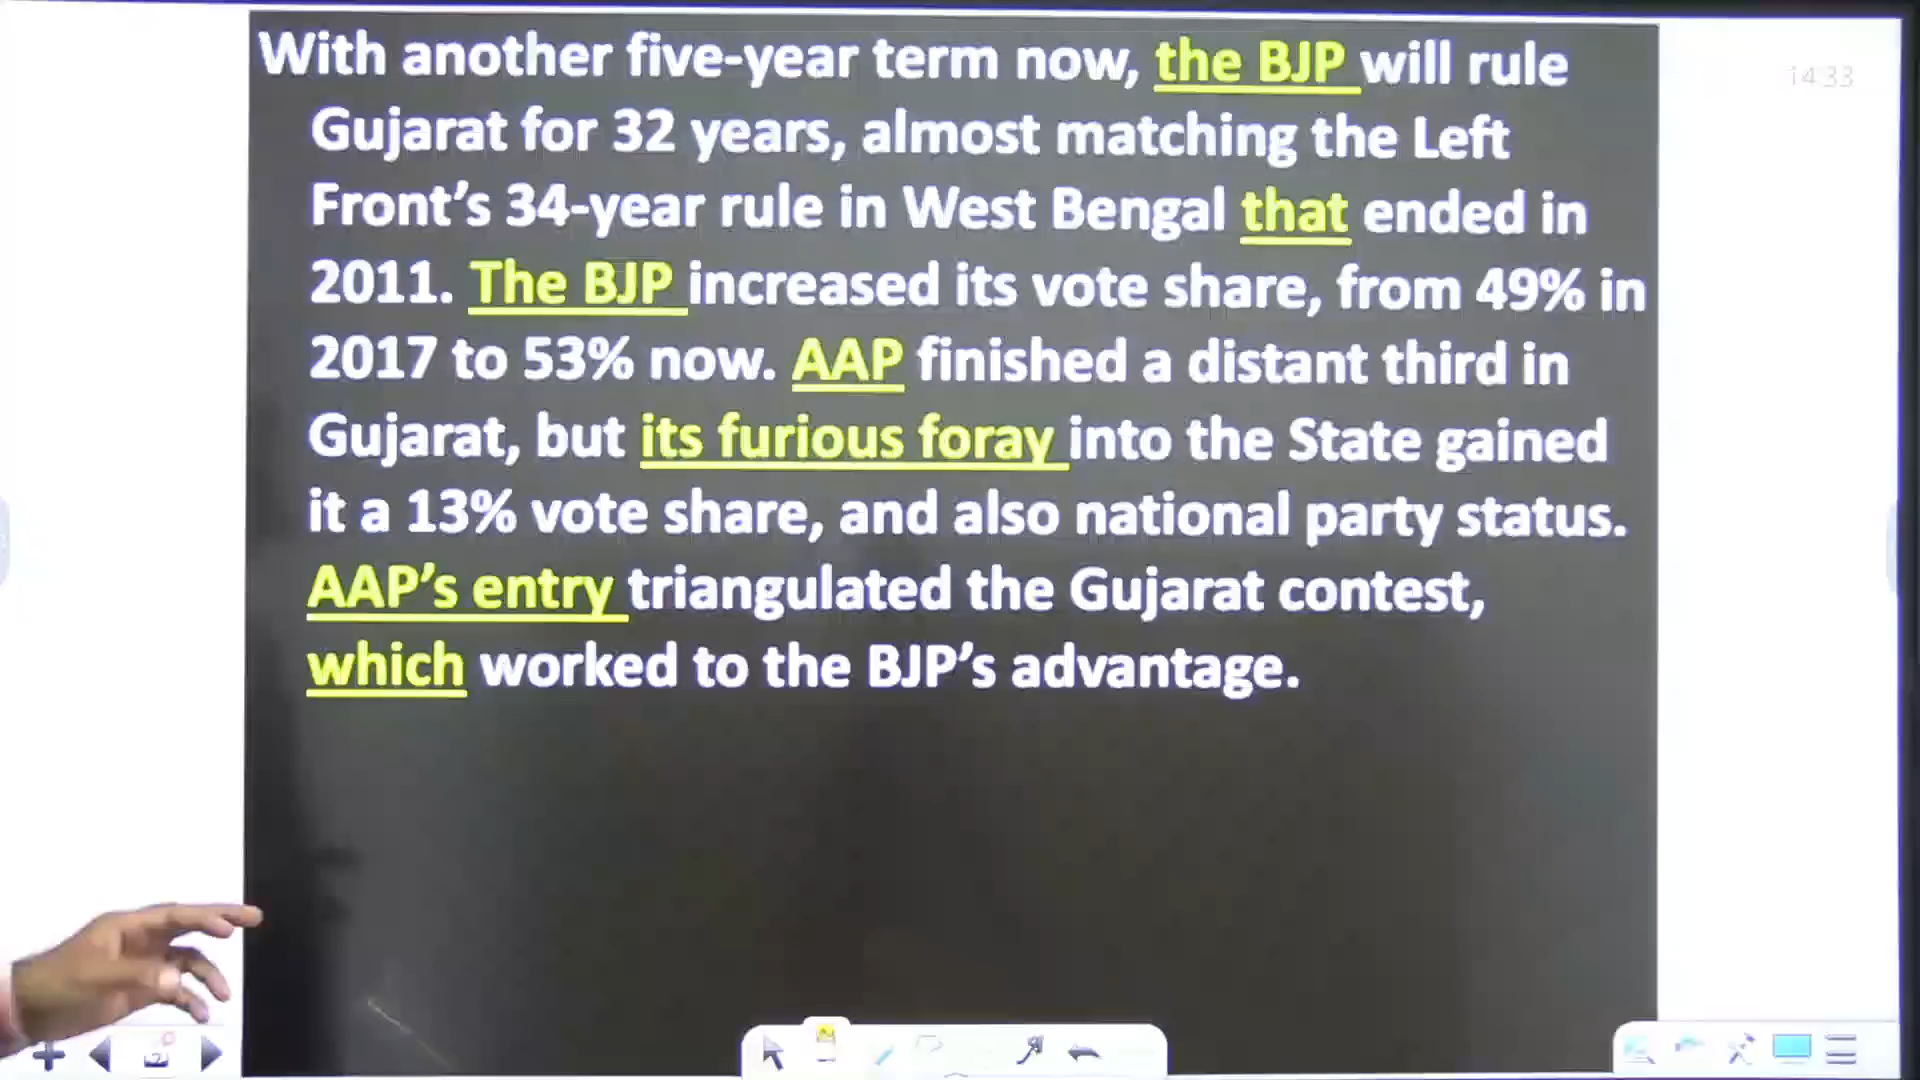 With another five-year term now, the BJP will rule
Gujarat for 32 years, almost matching the Left
Front’s 34-year rule in West Bengal that ended in
2011. The BJP increased its vote share, from 49% in
2017 to 53% now. AAP finished a distant third in
Gujarat, but its furious foray into the State gained
it a 13% vote share, and also national party status.
AAP’s entry triangulated the Gujarat contest,
which worked to the BJP’s advantage.
14:33